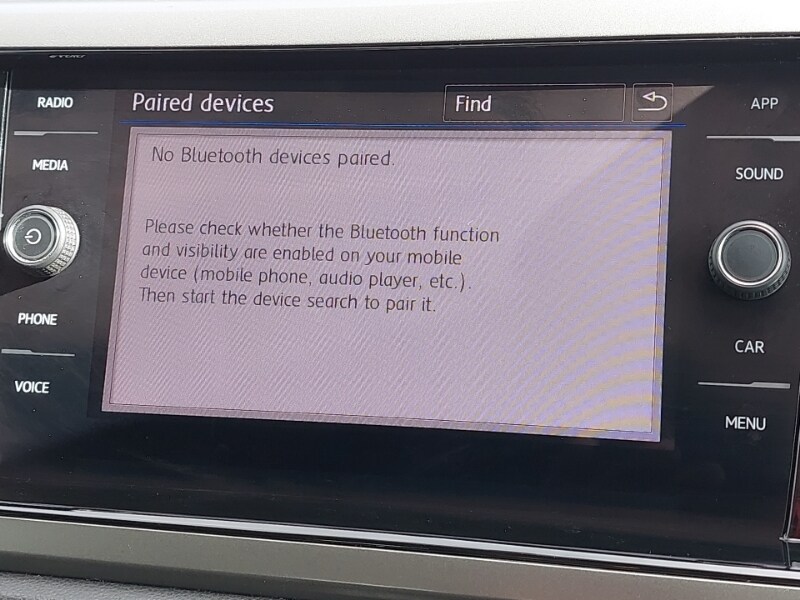 RADIO
MEDIA
PHONE
VOICE
Paired devices
Find
No Bluetooth devices paired.
Please check whether the Bluetooth function
and visibility are enabled on your mobile
device (mobile phone, audio player, etc.).
Then start the device search to pair it.
APP
SOUND
CAR
MENU